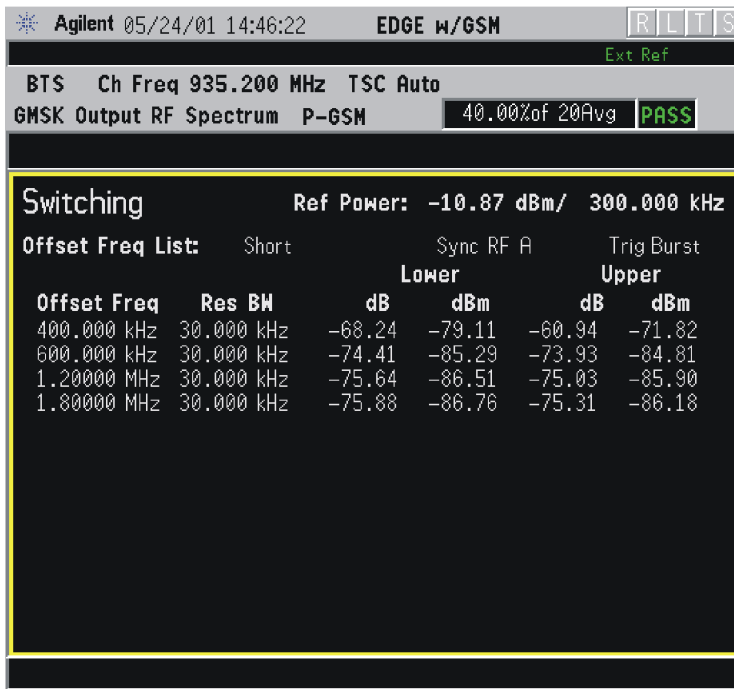 Agilent 05/24/01 14:46:22 EDGE w/GSM R L T S
Ext Ref
BTS Ch Freq 935.200 MHz TSC Auto
GMSK Output RF Spectrum P-GSM 40.00%of 20Avg PASS
Switching Ref Power: -10.87 dBm/ 300.000 kHz
Offset Freq List: Short Sync RF A Trig Burst
Lower Upper
Offset Freq Res BW dB dBm dB dBm
400.000 kHz 30.000 kHz -68.24 -79.11 -60.94 -71.82
600.000 kHz 30.000 kHz -74.41 -85.29 -73.93 -84.81
1.20000 MHz 30.000 kHz -75.64 -86.51 -75.03 -85.90
1.80000 MHz 30.000 kHz -75.88 -86.76 -75.31 -86.18